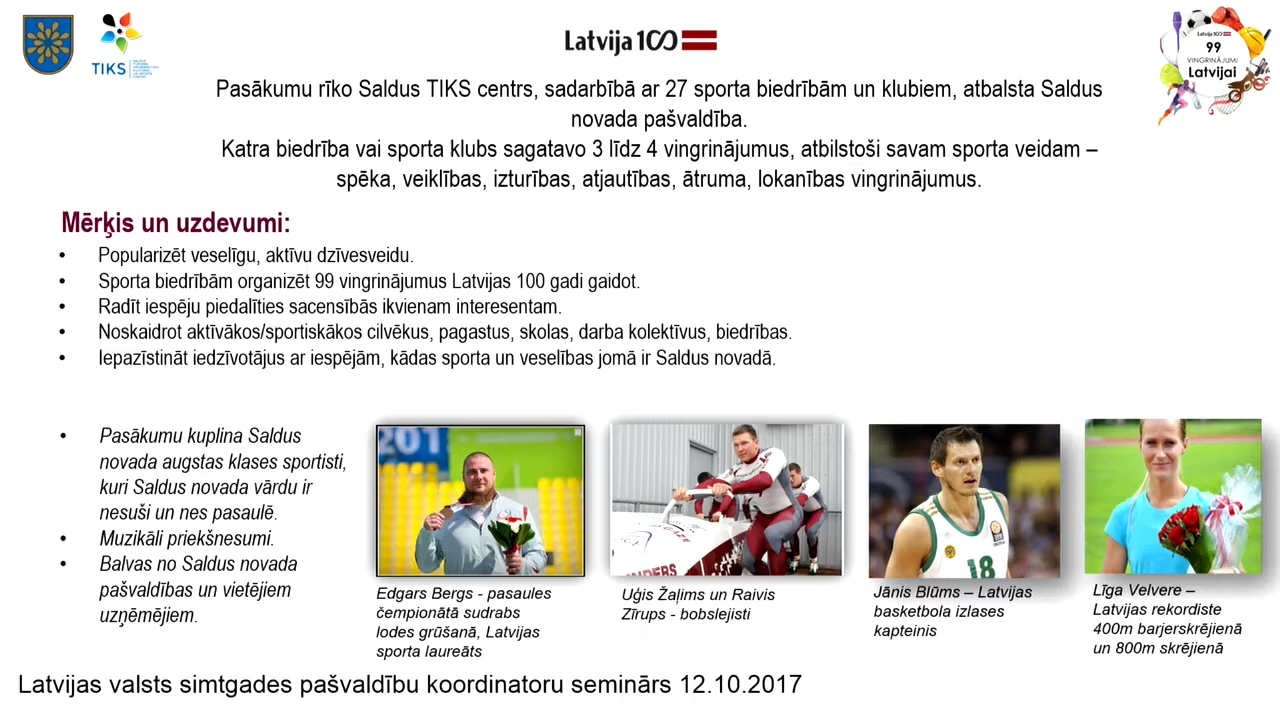 TIKS
Latvija 100
Latvija 100
99
VINGRINĀJUMI
Latvijai
Pasākumu rīko Saldus TIKS centrs, sadarbībā ar 27 sporta biedrībām un klubiem, atbalsta Saldus
novada pašvaldība.
Katra biedrība vai sporta klubs sagatavo 3 līdz 4 vingrinājumus, atbilstoši savam sporta veidam –
spēka, veiklības, izturības, atjautības, ātruma, lokanības vingrinājumus.
Mērķis un uzdevumi:
• Popularizēt veselīgu, aktīvu dzīvesveidu.
• Sporta biedrībām organizēt 99 vingrinājumus Latvijas 100 gadi gaidot.
• Radīt iespēju piedalīties sacensībās ikvienam interesentam.
• Noskaidrot aktīvākos/sportiskākos cilvēkus, pagastus, skolas, darba kolektīvus, biedrības.
• Iepazīstināt iedzīvotājus ar iespējām, kādas sporta un veselības jomā ir Saldus novadā.
• Pasākumu kuplina Saldus
novada augstas klases sportisti,
kuri Saldus novada vārdu ir
nesuši un nes pasaulē.
• Muzikāli priekšnesumi.
• Balvas no Saldus novada
pašvaldības un vietējiem
uzņēmējiem.
201
18
Edgars Bergs - pasaules
čempionātā sudrabs
lodes grūšanā, Latvijas
sporta laureāts
Uģis Žaļims un Raivis
Zīrups - bobslejisti
Jānis Blūms – Latvijas
basketbola izlases
kapteinis
Līga Velvere –
Latvijas rekordiste
400m barjerskrējienā
un 800m skrējienā
Latvijas valsts simtgades pašvaldību koordinatoru seminārs 12.10.2017